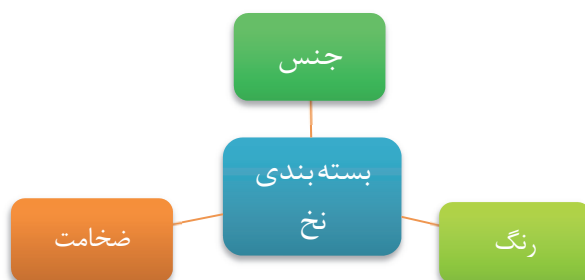 جنس
بسته‌بندی
نخ
رنگ
ضخامت